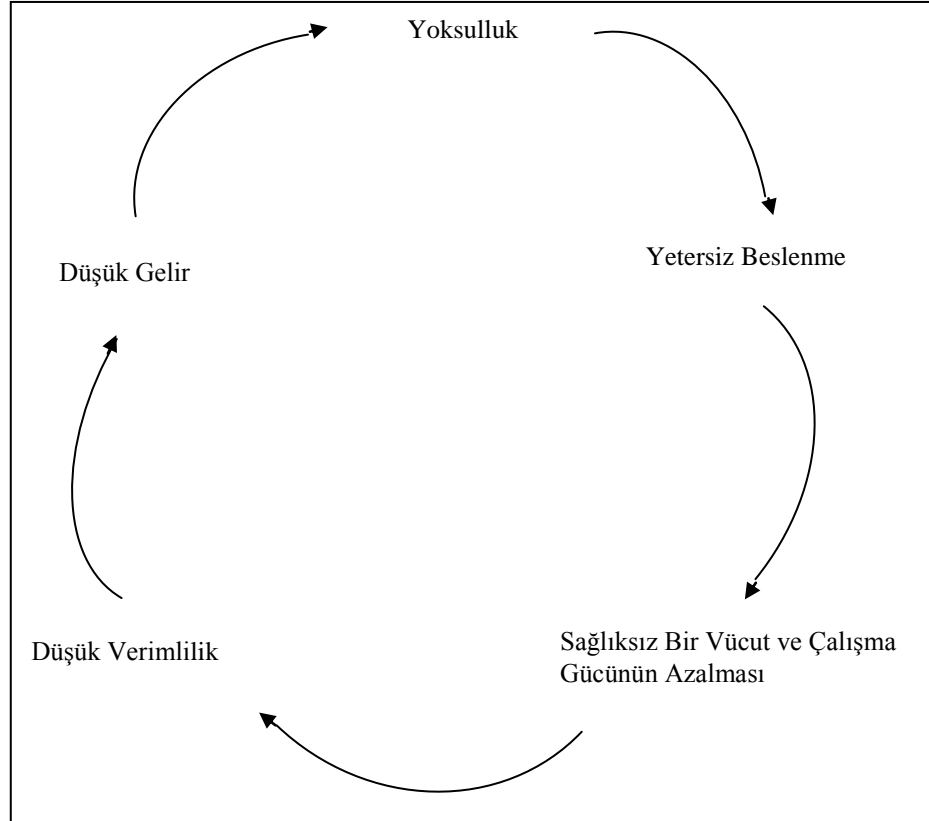 Yoksulluk
Yetersiz Beslenme
Düşük Gelir
Sağlıksız Bir Vücut ve Çalışma
Gücünün Azalması
Düşük Verimlilik